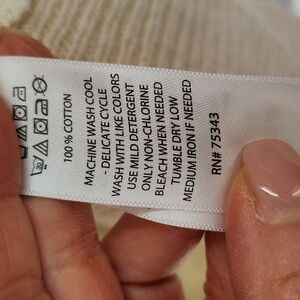 100 % COTTON
MACHINE WASH COOL
- DELICATE CYCLE
WASH WITH LIKE COLORS
USE MILD DETERGENT
ONLY NON-CHLORINE
BLEACH WHEN NEEDED
TUMBLE DRY LOW
MEDIUM IRON IF NEEDED
RN# 75343